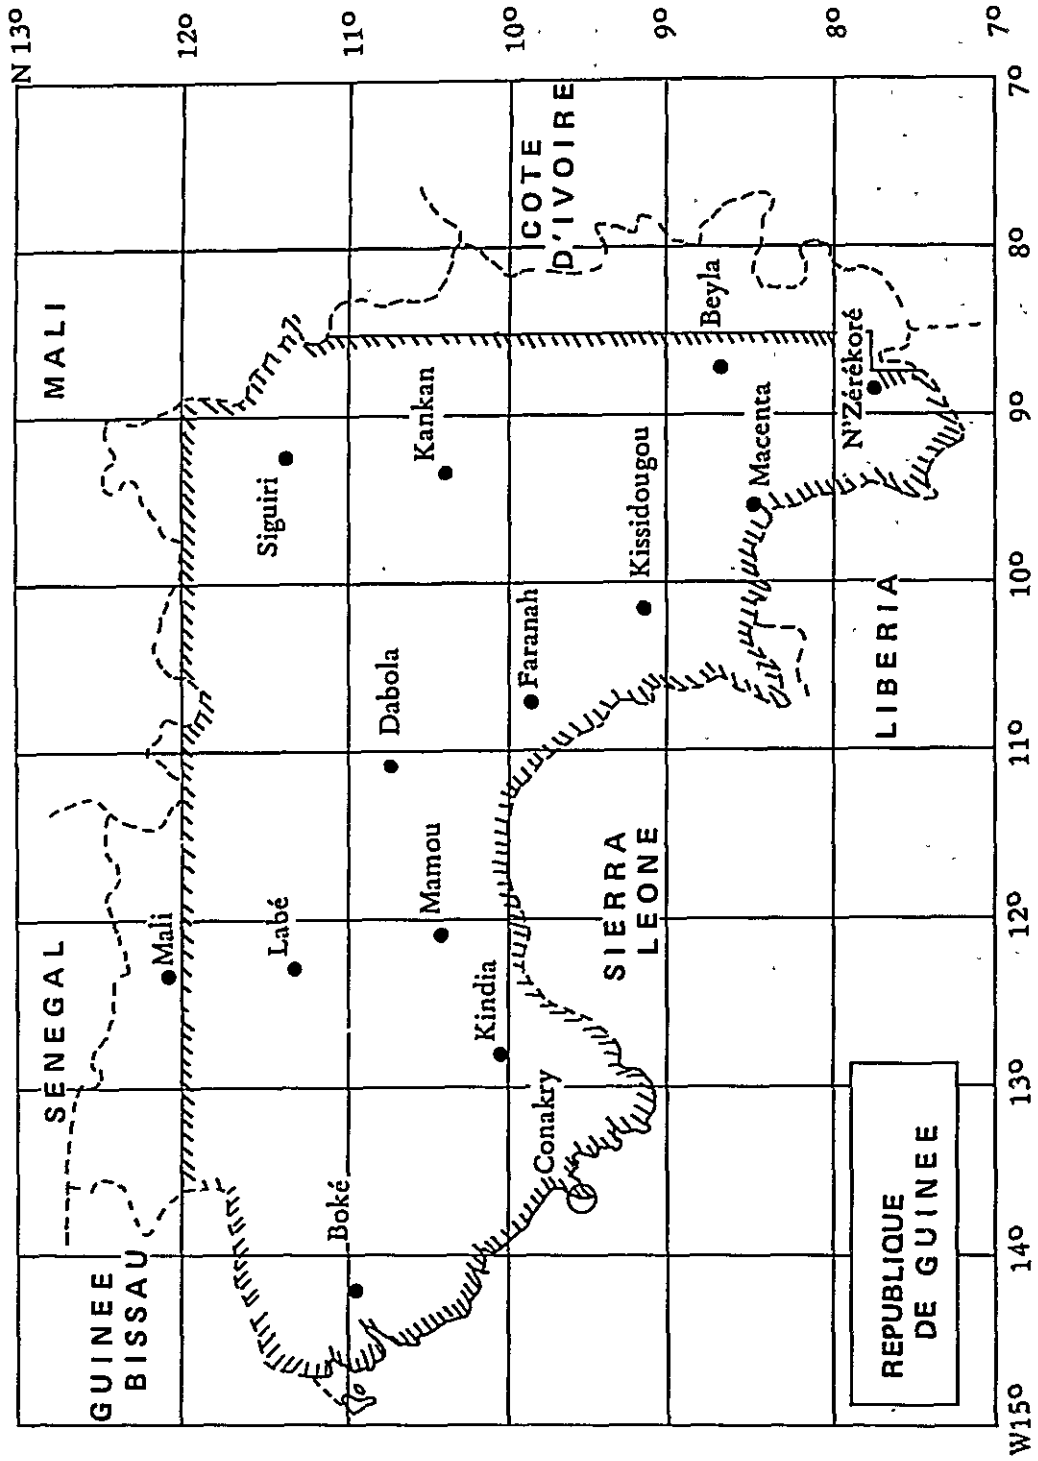 N 13°
12°
11°
10°
9°
8°
7°
GUINEE
BISSAU
SENEGAL
MALI
COTE
D'IVOIRE
SIERRA
LEONE
LIBERIA
Mali
Labé
Boké
Siguiri
Kankan
Dabola
Mamou
Kindia
Conakry
Faranah
Kissidougou
Beyla
Macenta
N'Zérékoré
REPUBLIQUE
DE GUINEE
W15°
14°
13°
12°
11°
10°
9°
8°
7°